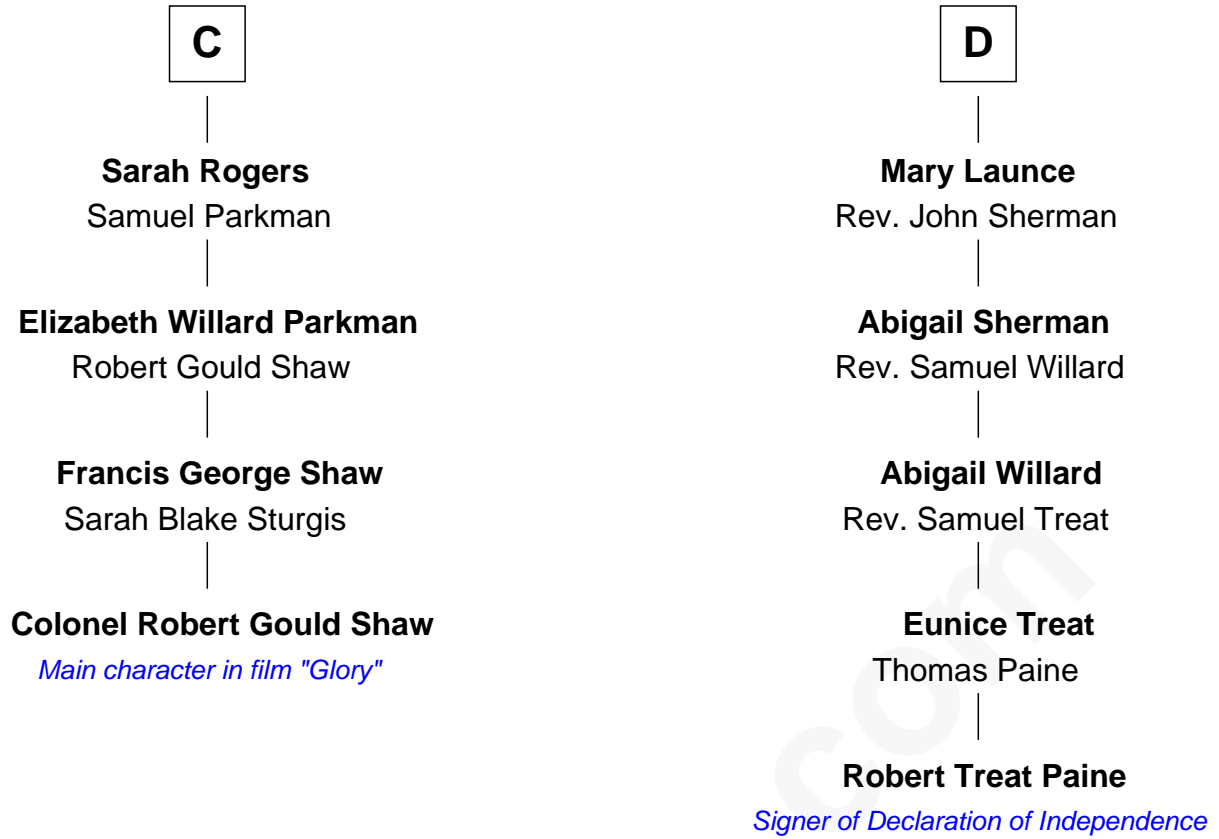 C
Sarah Rogers
Samuel Parkman
Elizabeth Willard Parkman
Robert Gould Shaw
Francis George Shaw
Sarah Blake Sturgis
Colonel Robert Gould Shaw
Main character in film "Glory"
D
Mary Launce
Rev. John Sherman
Abigail Sherman
Rev. Samuel Willard
Abigail Willard
Rev. Samuel Treat
Eunice Treat
Thomas Paine
Robert Treat Paine
Signer of Declaration of Independence
com